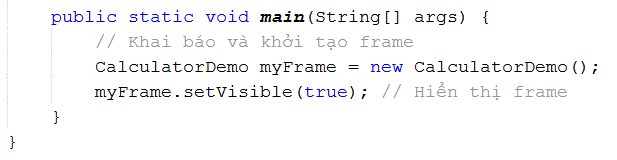 public static void main(String[] args) {
// Khai báo và khởi tạo frame
CalculatorDemo myFrame = new CalculatorDemo();
myFrame.setVisible(true); // Hiển thị frame
}
}